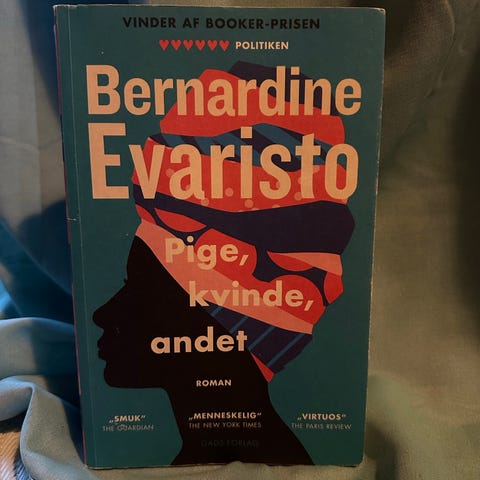 VINDER AF BOOKER-PRISEN
♥♥♥♥♥♥ POLITIKEN
Bernardine
Evaristo
Pige,
kvinde,
andet
ROMAN
„SMUK” „MENNESKELIG” „VIRTUOS”
THE GUARDIAN THE NEW YORK TIMES THE PARIS REVIEW
GADS FORLAG